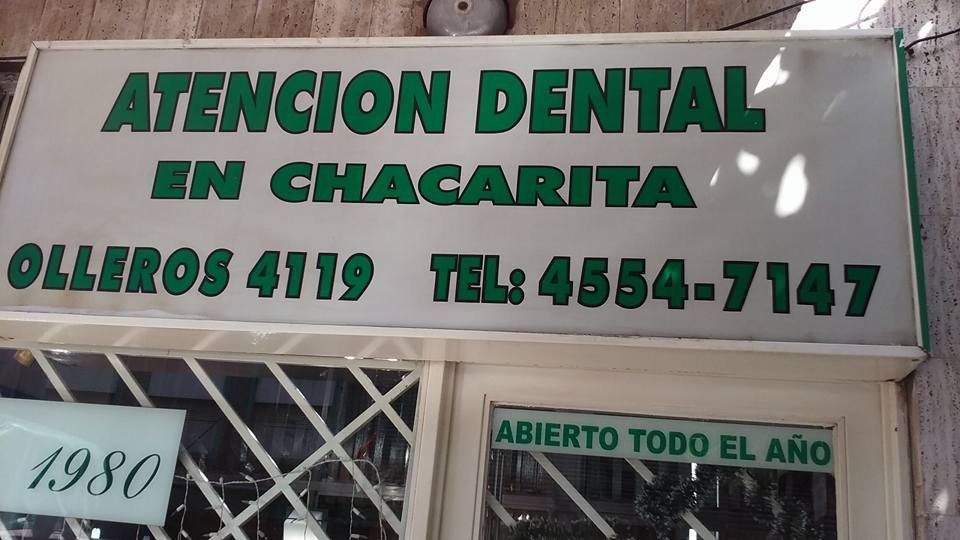 ATENCION DENTAL
EN CHACARITA
OLLEROS 4119 TEL: 4554-7147
1980
ABIERTO TODO EL AÑO